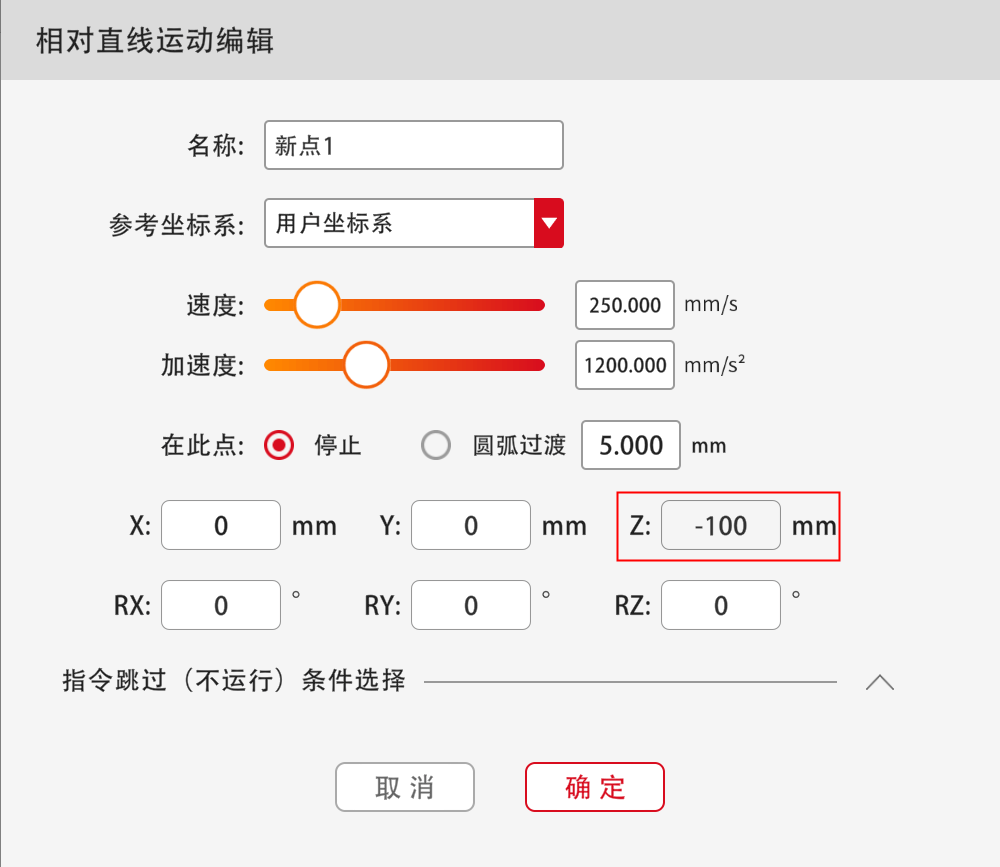 相对直线运动编辑
名称: 新点1
参考坐标系: 用户坐标系
速度: 250.000 mm/s
加速度: 1200.000 mm/s²
在此点: 停止 圆弧过渡 5.000 mm
X: 0 mm Y: 0 mm Z: -100 mm
RX: 0 ° RY: 0 ° RZ: 0 °
指令跳过（不运行）条件选择
取消 确定